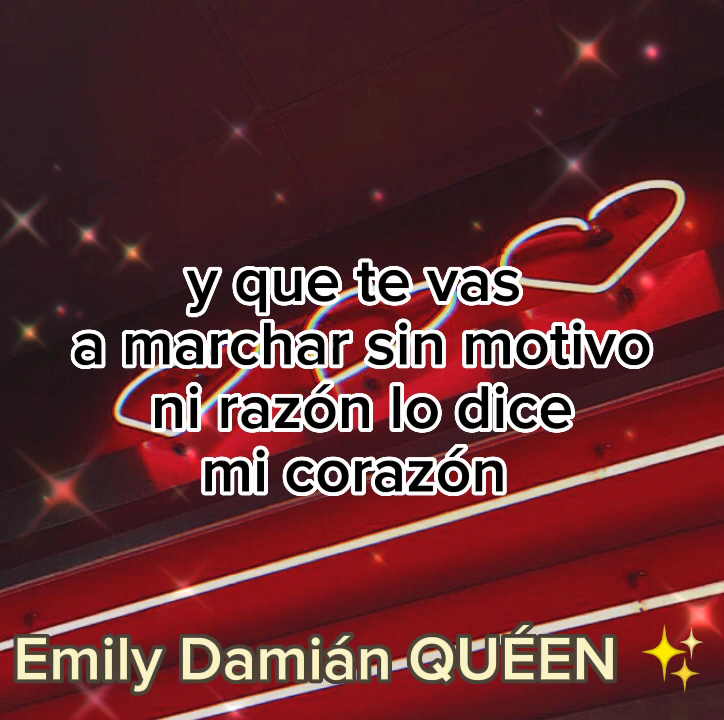 y que te vas
a marchar sin motivo
ni razón lo dice
mi corazón
Emily Damián QUÉEN ✨